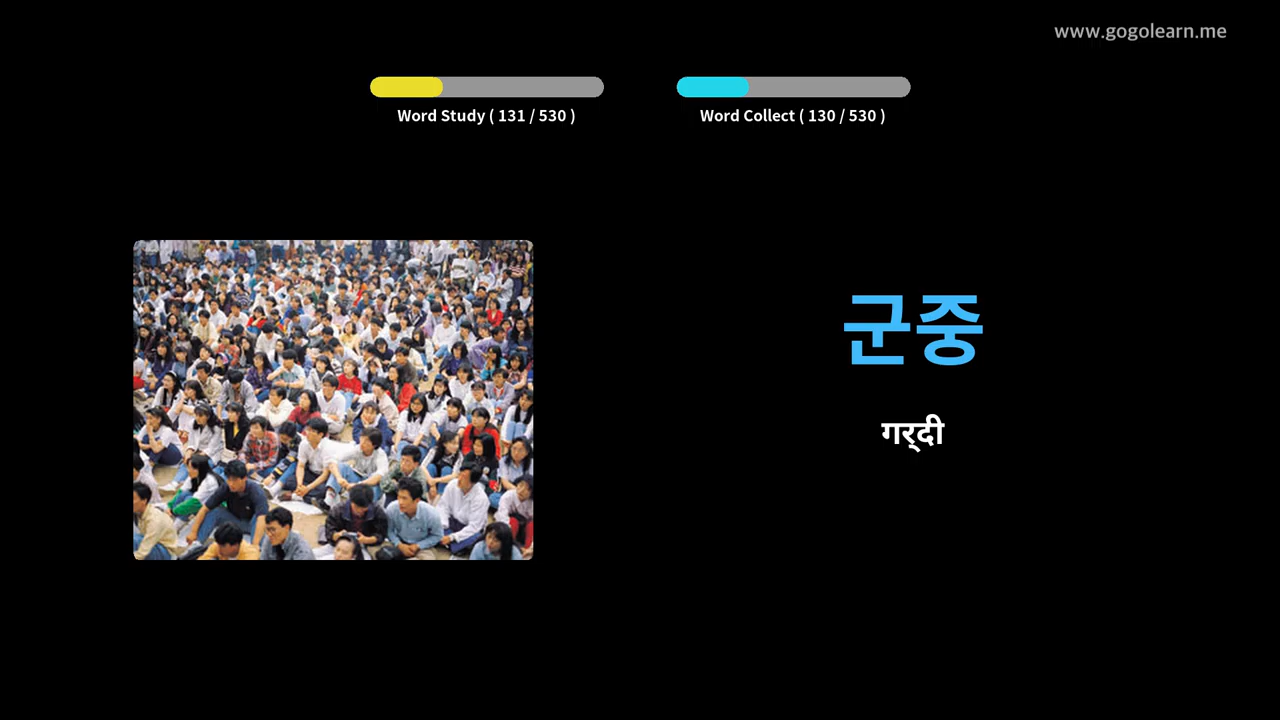 www.gogolearn.me
Word Study ( 131 / 530 )
Word Collect ( 130 / 530 )
군중
गर्‍दी